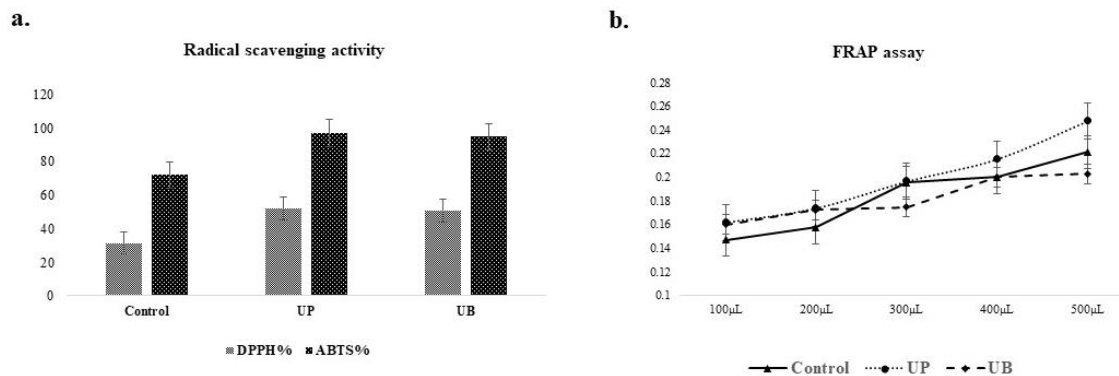 a.
Radical scavenging activity
120
100
80
60
40
20
0
Control UP UB
DPPH% ABTS%
b.
FRAP assay
0.28
0.26
0.24
0.22
0.2
0.18
0.16
0.14
0.12
0.1
100µL 200µL 300µL 400µL 500µL
Control UP UB